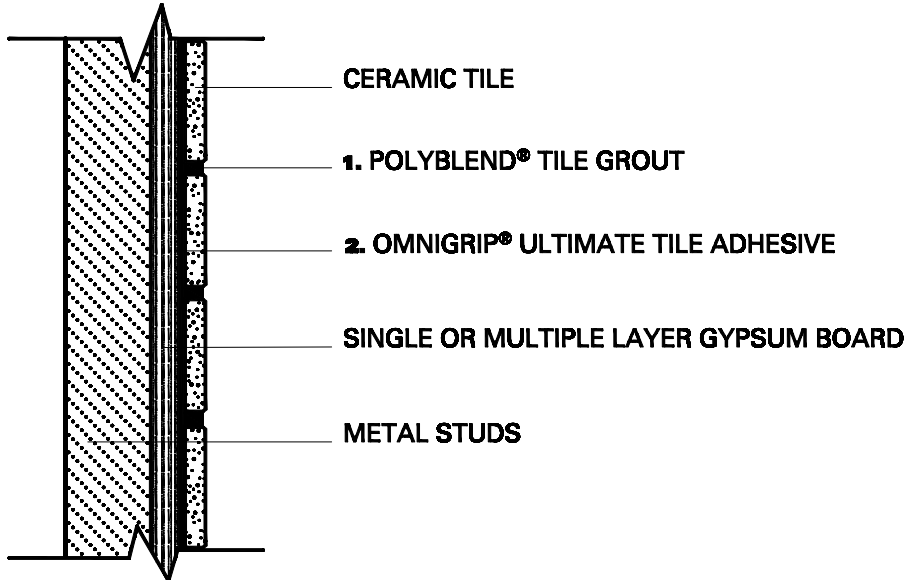 CERAMIC TILE
1. POLYBLEND® TILE GROUT
2. OMNIGRIP® ULTIMATE TILE ADHESIVE
SINGLE OR MULTIPLE LAYER GYPSUM BOARD
METAL STUDS